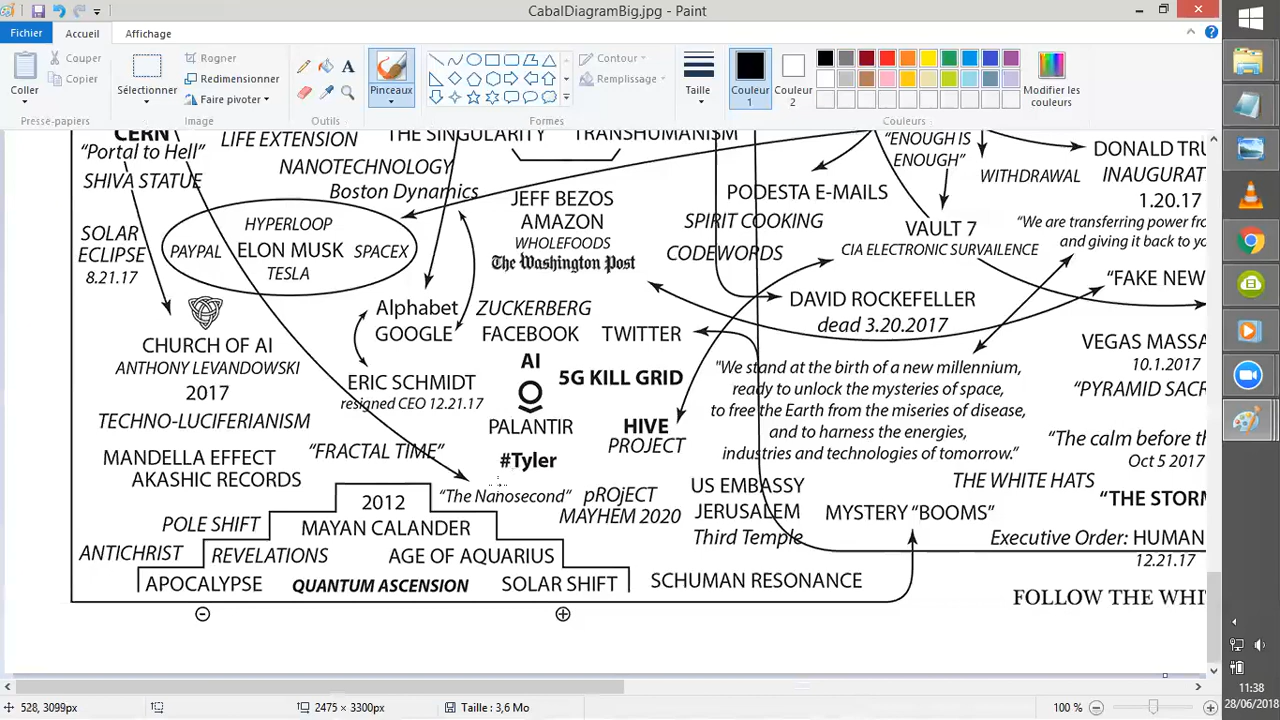 CabalDiagramBig.jpg - Paint
Fichier
Accueil
Affichage
Coller
Couper
Copier
Presse-papiers
Sélectionner
Rogner
Redimensionner
Faire pivoter
Image
Pinceaux
Outils
Contour
Remplissage
Formes
Taille
Couleur 1
Couleur 2
Modifier les couleurs
Couleurs
CERN
"Portal to Hell"
LIFE EXTENSION
THE SINGULARITY
TRANSHUMANISM
"ENOUGH IS
ENOUGH"
NANOTECHNOLOGY
SHIVA STATUE
Boston Dynamics
WITHDRAWAL
DONALD TRU
INAUGURAT
1.20.17
"We are transferring power fro
and giving it back to yo
HYPERLOOP
PAYPAL
ELON MUSK
SPACEX
TESLA
SOLAR
ECLIPSE
8.21.17
JEFF BEZOS
AMAZON
WHOLEFOODS
The Washington Post
PODESTA E-MAILS
SPIRIT COOKING
CODEWORDS
VAULT 7
CIA ELECTRONIC SURVAILENCE
"FAKE NEW
Alphabet
GOOGLE
ZUCKERBERG
FACEBOOK
TWITTER
DAVID ROCKEFELLER
dead 3.20.2017
CHURCH OF AI
ANTHONY LEVANDOWSKI
2017
TECHNO-LUCIFERIANISM
ERIC SCHMIDT
resigned CEO 12.21.17
AI
5G KILL GRID
PALANTIR
HIVE
PROJECT
"We stand at the birth of a new millennium,
ready to unlock the mysteries of space,
to free the Earth from the miseries of disease,
and to harness the energies,
industries and technologies of tomorrow."
VEGAS MASSA
10.1.2017
"PYRAMID SACR
"The calm before th
Oct 5 2017
MANDELLA EFFECT
AKASHIC RECORDS
"FRACTAL TIME"
#Tyler
"The Nanosecond"
pROjECT
MAYHEM 2020
US EMBASSY
JERUSALEM
Third Temple
THE WHITE HATS
"THE STORM
MYSTERY "BOOMS"
Executive Order: HUMAN
12.21.17
2012
POLE SHIFT
MAYAN CALANDER
ANTICHRIST
REVELATIONS
AGE OF AQUARIUS
APOCALYPSE
QUANTUM ASCENSION
SOLAR SHIFT
SCHUMAN RESONANCE
FOLLOW THE WHI
528, 3099px
2475 × 3300px
Taille : 3,6 Mo
100 %
11:38
28/06/2018